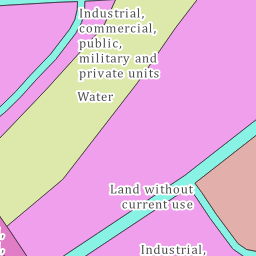 Industrial,
commercial,
public,
military and
private units
Water
Land without
current use
Industrial,